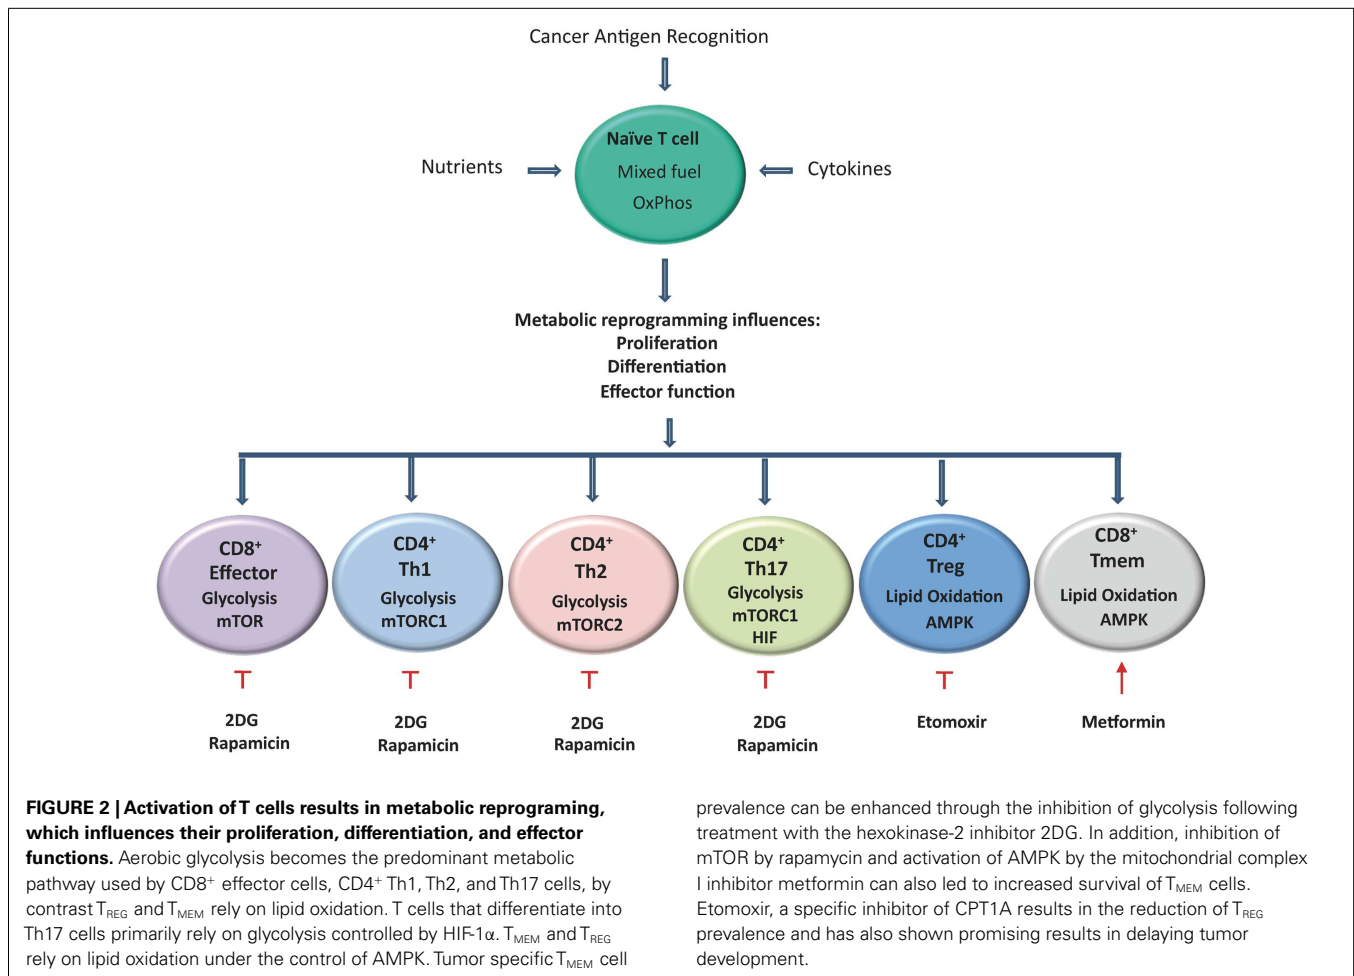 Cancer Antigen Recognition
Naïve T cell
Mixed fuel
OxPhos
Nutrients
Cytokines
Metabolic reprogramming influences:
Proliferation
Differentiation
Effector function
CD8⁺
Effector
Glycolysis
mTOR
CD4⁺
Th1
Glycolysis
mTORC1
CD4⁺
Th2
Glycolysis
mTORC2
CD4⁺
Th17
Glycolysis
mTORC1
HIF
CD4⁺
Treg
Lipid Oxidation
AMPK
CD8⁺
Tmem
Lipid Oxidation
AMPK
2DG
Rapamicin
2DG
Rapamicin
2DG
Rapamicin
2DG
Rapamicin
Etomoxir
Metformin
FIGURE 2 | Activation of T cells results in metabolic reprograming,
which influences their proliferation, differentiation, and effector
functions. Aerobic glycolysis becomes the predominant metabolic
pathway used by CD8⁺ effector cells, CD4⁺ Th1, Th2, and Th17 cells, by
contrast T_REG and T_MEM rely on lipid oxidation. T cells that differentiate into
Th17 cells primarily rely on glycolysis controlled by HIF-1α. T_MEM and T_REG
rely on lipid oxidation under the control of AMPK. Tumor specific T_MEM cell
prevalence can be enhanced through the inhibition of glycolysis following
treatment with the hexokinase-2 inhibitor 2DG. In addition, inhibition of
mTOR by rapamycin and activation of AMPK by the mitochondrial complex
I inhibitor metformin can also led to increased survival of T_MEM cells.
Etomoxir, a specific inhibitor of CPT1A results in the reduction of T_REG
prevalence and has also shown promising results in delaying tumor
development.